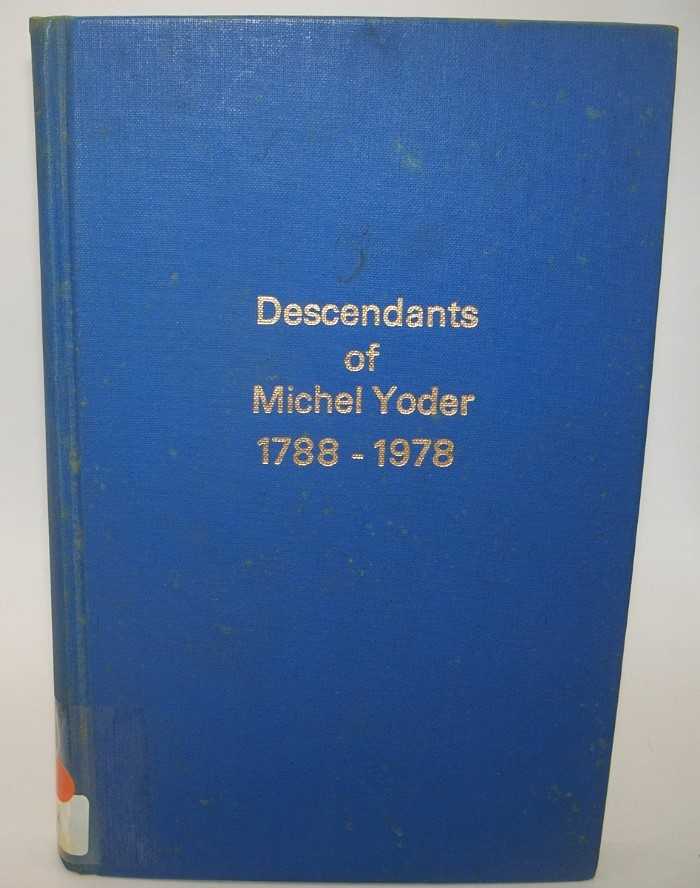 Descendants
of
Michel Yoder
1788 - 1978